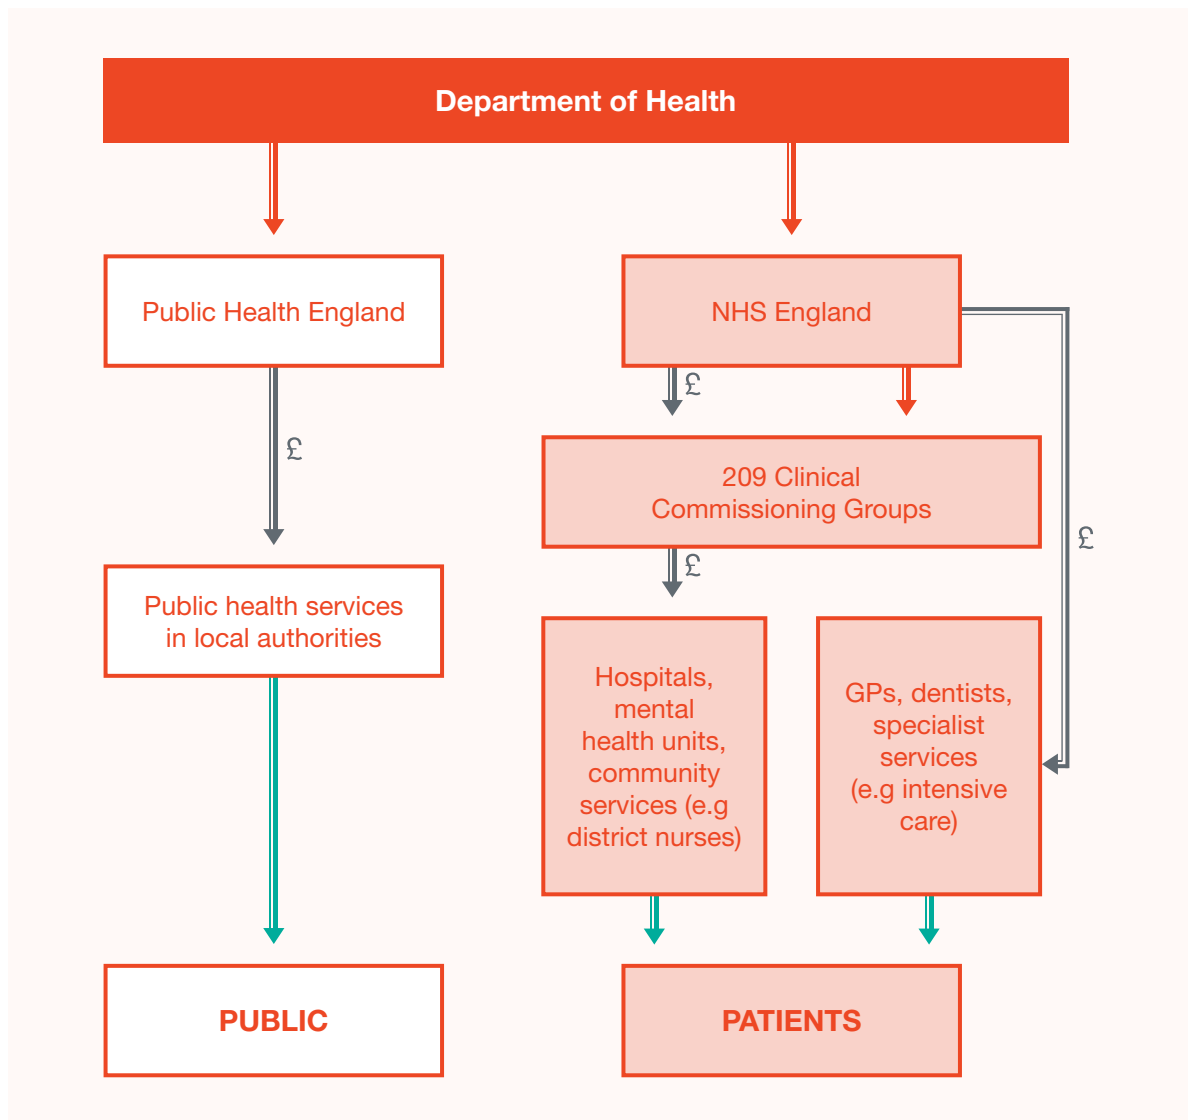 Department of Health
Public Health England
NHS England
£
£
209 Clinical
Commissioning Groups
£
£
Public health services
in local authorities
Hospitals,
mental
health units,
community
services (e.g
district nurses)
GPs, dentists,
specialist
services
(e.g intensive
care)
PUBLIC
PATIENTS